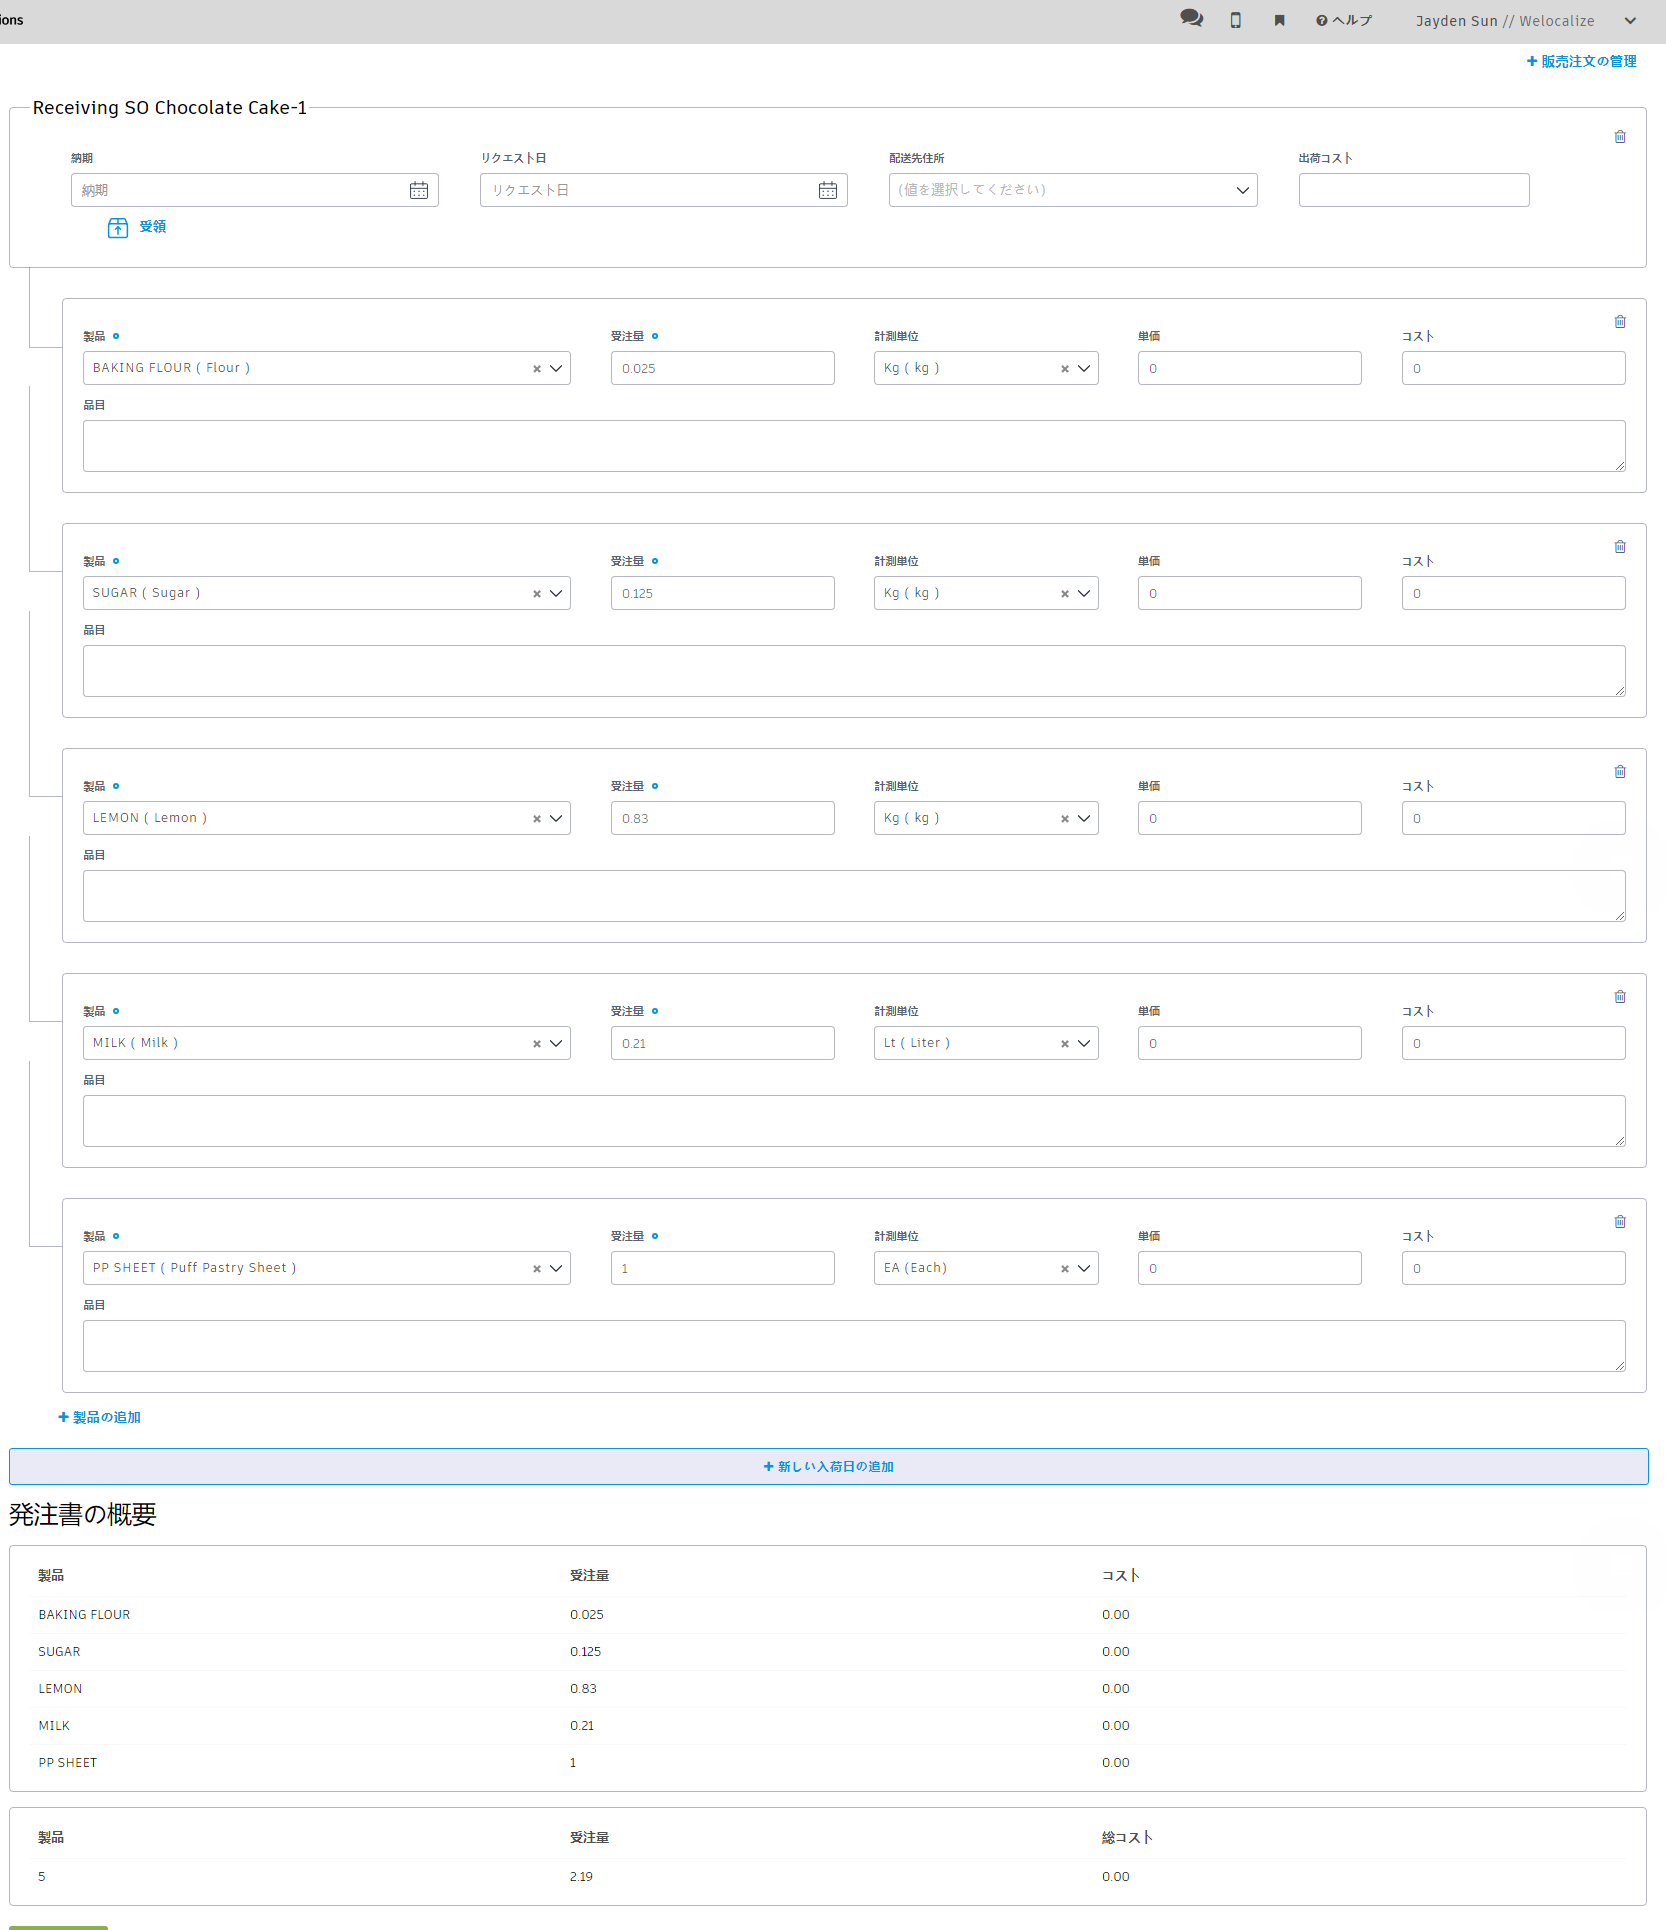 ions
ヘルプ Jayden Sun // Welocalize
+ 販売注文の管理
Receiving SO Chocolate Cake-1
納期 リクエスト日 配送先住所 出荷コスト
納期 リクエスト日 (値を選択してください)
受領
製品 受注量 計測単位 単価 コスト
BAKING FLOUR ( Flour ) 0.025 Kg ( kg ) 0 0
品目
製品 受注量 計測単位 単価 コスト
SUGAR ( Sugar ) 0.125 Kg ( kg ) 0 0
品目
製品 受注量 計測単位 単価 コスト
LEMON ( Lemon ) 0.83 Kg ( kg ) 0 0
品目
製品 受注量 計測単位 単価 コスト
MILK ( Milk ) 0.21 Lt ( Liter ) 0 0
品目
製品 受注量 計測単位 単価 コスト
PP SHEET ( Puff Pastry Sheet ) 1 EA (Each) 0 0
品目
+ 製品の追加
+ 新しい入荷日の追加
発注書の概要
製品 受注量 コスト
BAKING FLOUR 0.025 0.00
SUGAR 0.125 0.00
LEMON 0.83 0.00
MILK 0.21 0.00
PP SHEET 1 0.00
製品 受注量 総コスト
5 2.19 0.00